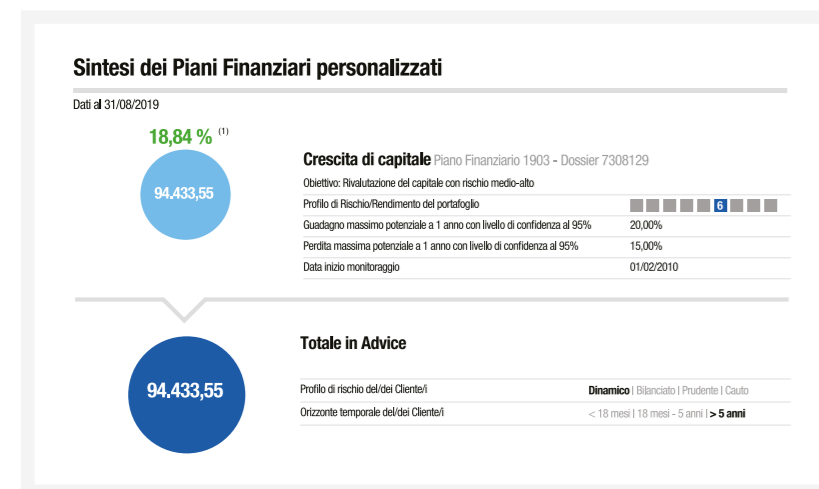 Sintesi dei Piani Finanziari personalizzati
Dati al 31/08/2019
18,84 % (1)
94.433,55
Crescita di capitale Piano Finanziario 1903 - Dossier 7308129
Obiettivo: Rivalutazione del capitale con rischio medio-alto
Profilo di Rischio/Rendimento del portafoglio 6
Guadagno massimo potenziale a 1 anno con livello di confidenza al 95% 20,00%
Perdita massima potenziale a 1 anno con livello di confidenza al 95% 15,00%
Data inizio monitoraggio 01/02/2010
94.433,55
Totale in Advice
Profilo di rischio del/dei Cliente/i Dinamico | Bilanciato | Prudente | Cauto
Orizzonte temporale del/dei Cliente/i < 18 mesi | 18 mesi - 5 anni | > 5 anni